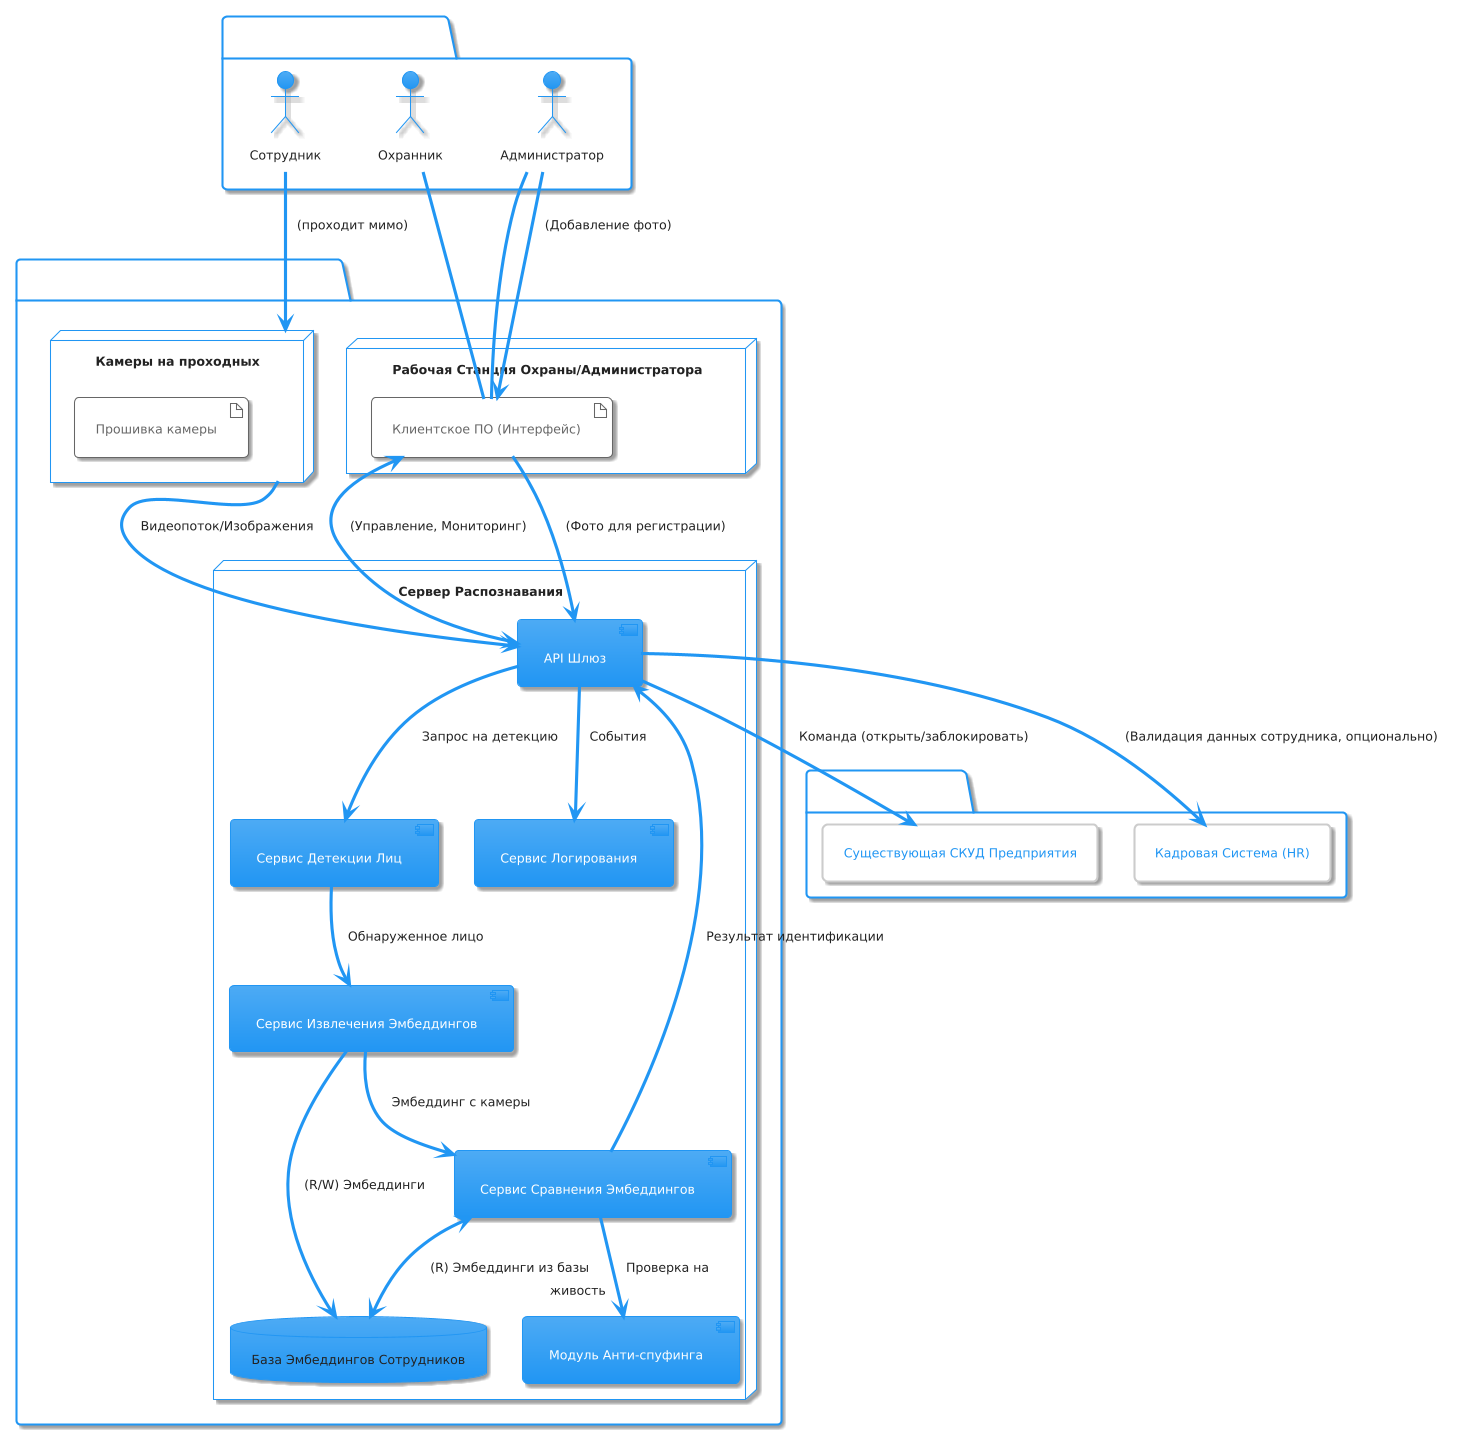 Сотрудник
Охранник
Администратор
(проходит мимо)
(Добавление фото)
Камеры на проходных
Рабочая Станция Охраны/Администратора
Прошивка камеры
Клиентское ПО (Интерфейс)
Видеопоток/Изображения
(Управление, Мониторинг)
(Фото для регистрации)
Сервер Распознавания
API Шлюз
Запрос на детекцию
События
Команда (открыть/заблокировать)
(Валидация данных сотрудника, опционально)
Сервис Детекции Лиц
Сервис Логирования
Существующая СКУД Предприятия
Кадровая Система (HR)
Обнаруженное лицо
Результат идентификации
Сервис Извлечения Эмбеддингов
Эмбеддинг с камеры
(R/W) Эмбеддинги
Сервис Сравнения Эмбеддингов
(R) Эмбеддинги из базы
Проверка на
живость
База Эмбеддингов Сотрудников
Модуль Анти-спуфинга